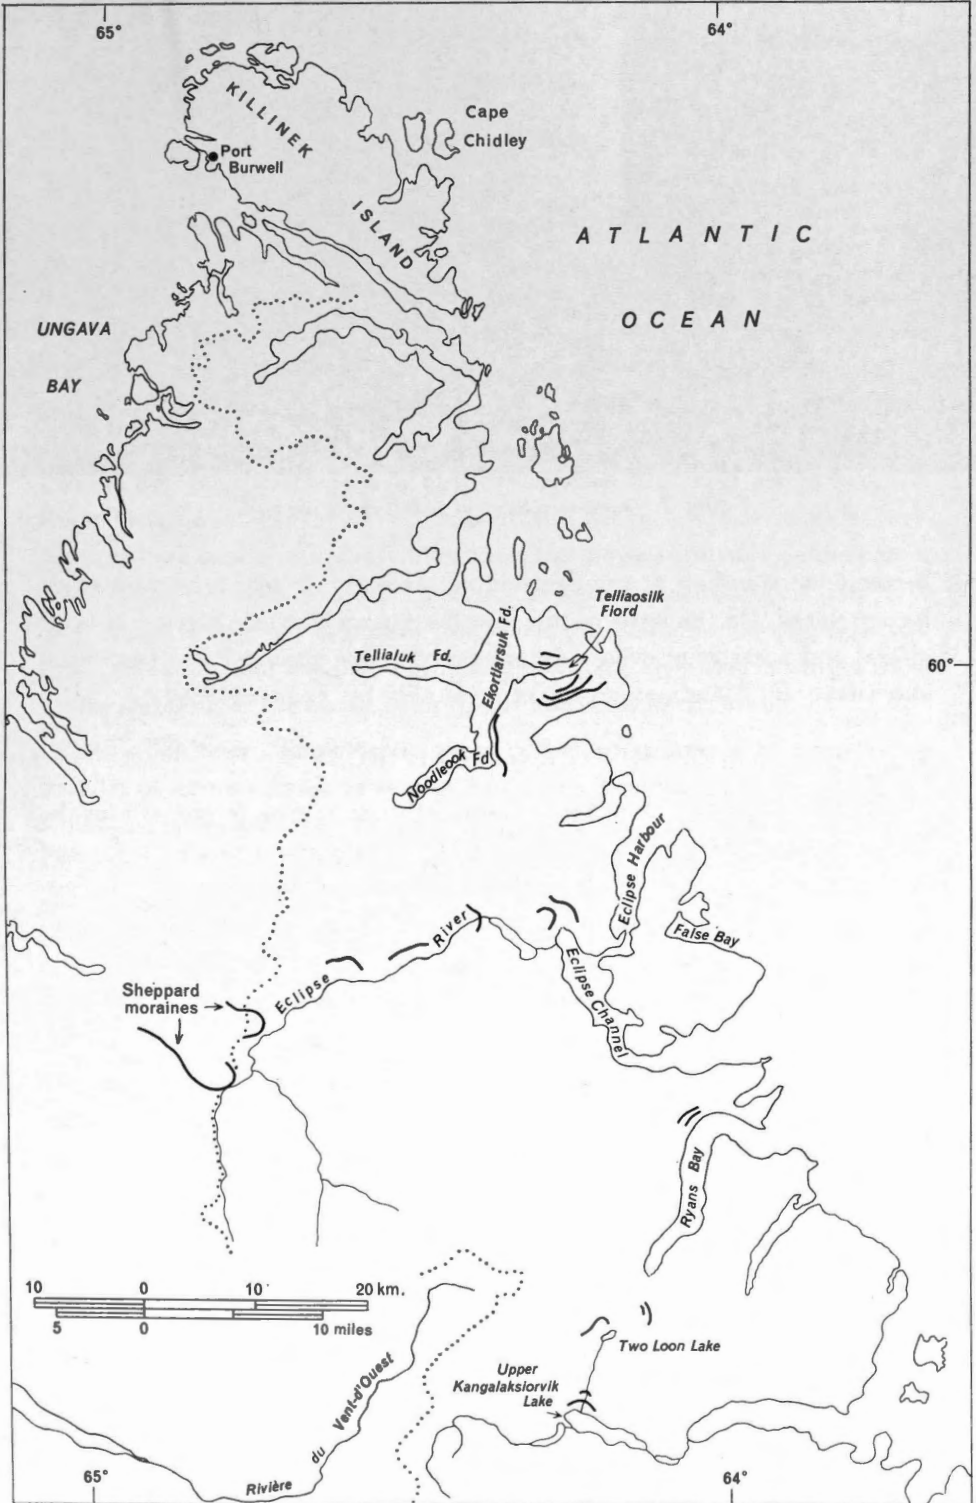 65°
64°
KILLINEK
ISLAND
Cape
Chidley
Port
Burwell
ATLANTIC
OCEAN
UNGAVA
BAY
Telliaosilk
Fiord
60°
Tellialuk Fd.
Ekortiarsuk Fd.
Noodleook Fd
Eclipse Harbour
False Bay
Eclipse River
Eclipse Channel
Sheppard
moraines
Ryans Bay
10 0 10 20 km.
5 0 10 miles
Two Loon Lake
Upper
Kangalaksiorvik
Lake
Rivière du Vent-d'Ouest
65°
64°